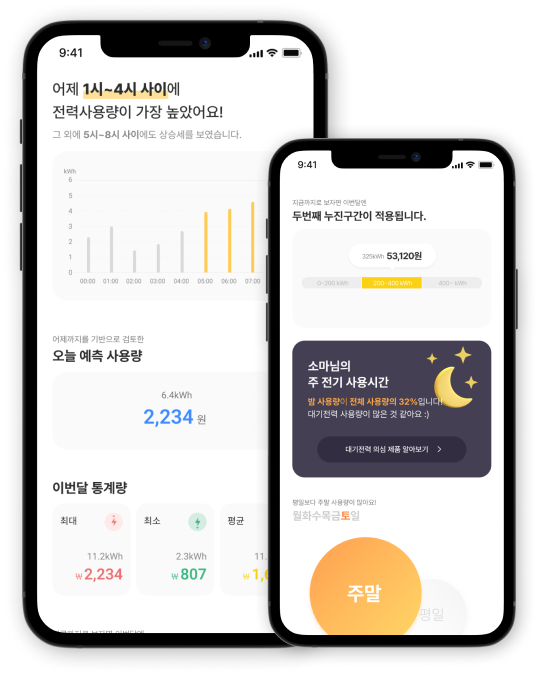 9:41
어제 1시~4시 사이에
전력사용량이 가장 높았어요!
그 외에 5시~8시 사이에도 상승세를 보였습니다.
kWh
6
5
4
3
2
1
0
00:00 01:00 02:00 03:00 04:00 05:00 06:00 07:00
어제까지를 기반으로 검토한
오늘 예측 사용량
6.4kWh
2,234 원
이번달 통계량
최대
11.2kWh
₩2,234
최소
2.3kWh
₩807
평균
11.
₩1,6
9:41
지금까지로 보자면 이번달엔
두번째 누진구간이 적용됩니다.
325kWh 53,120원
0~200 kWh 200~400 kWh 400~ kWh
소마님의
주 전기 사용시간
밤 사용량이 전체 사용량의 32%입니다!
대기전력 사용량이 많은 것 같아요 :)
대기전력 의심 제품 알아보기 >
평일보다 주말 사용량이 많아요!
월화수목금토일
주말
평일